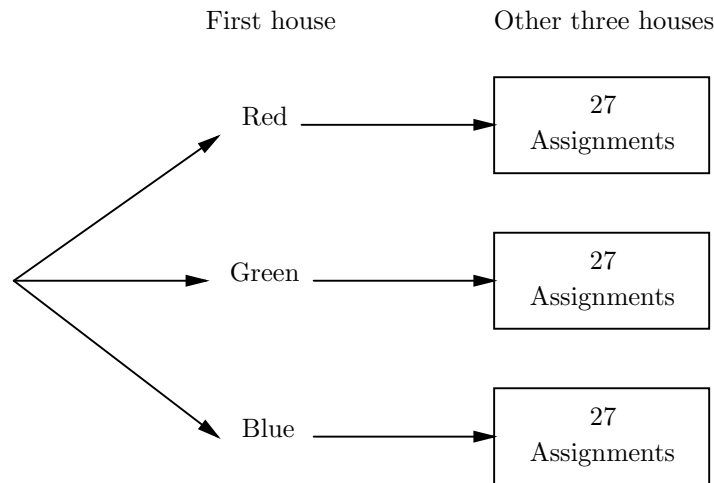 First house
Other three houses
Red
27
Assignments
Green
27
Assignments
Blue
27
Assignments